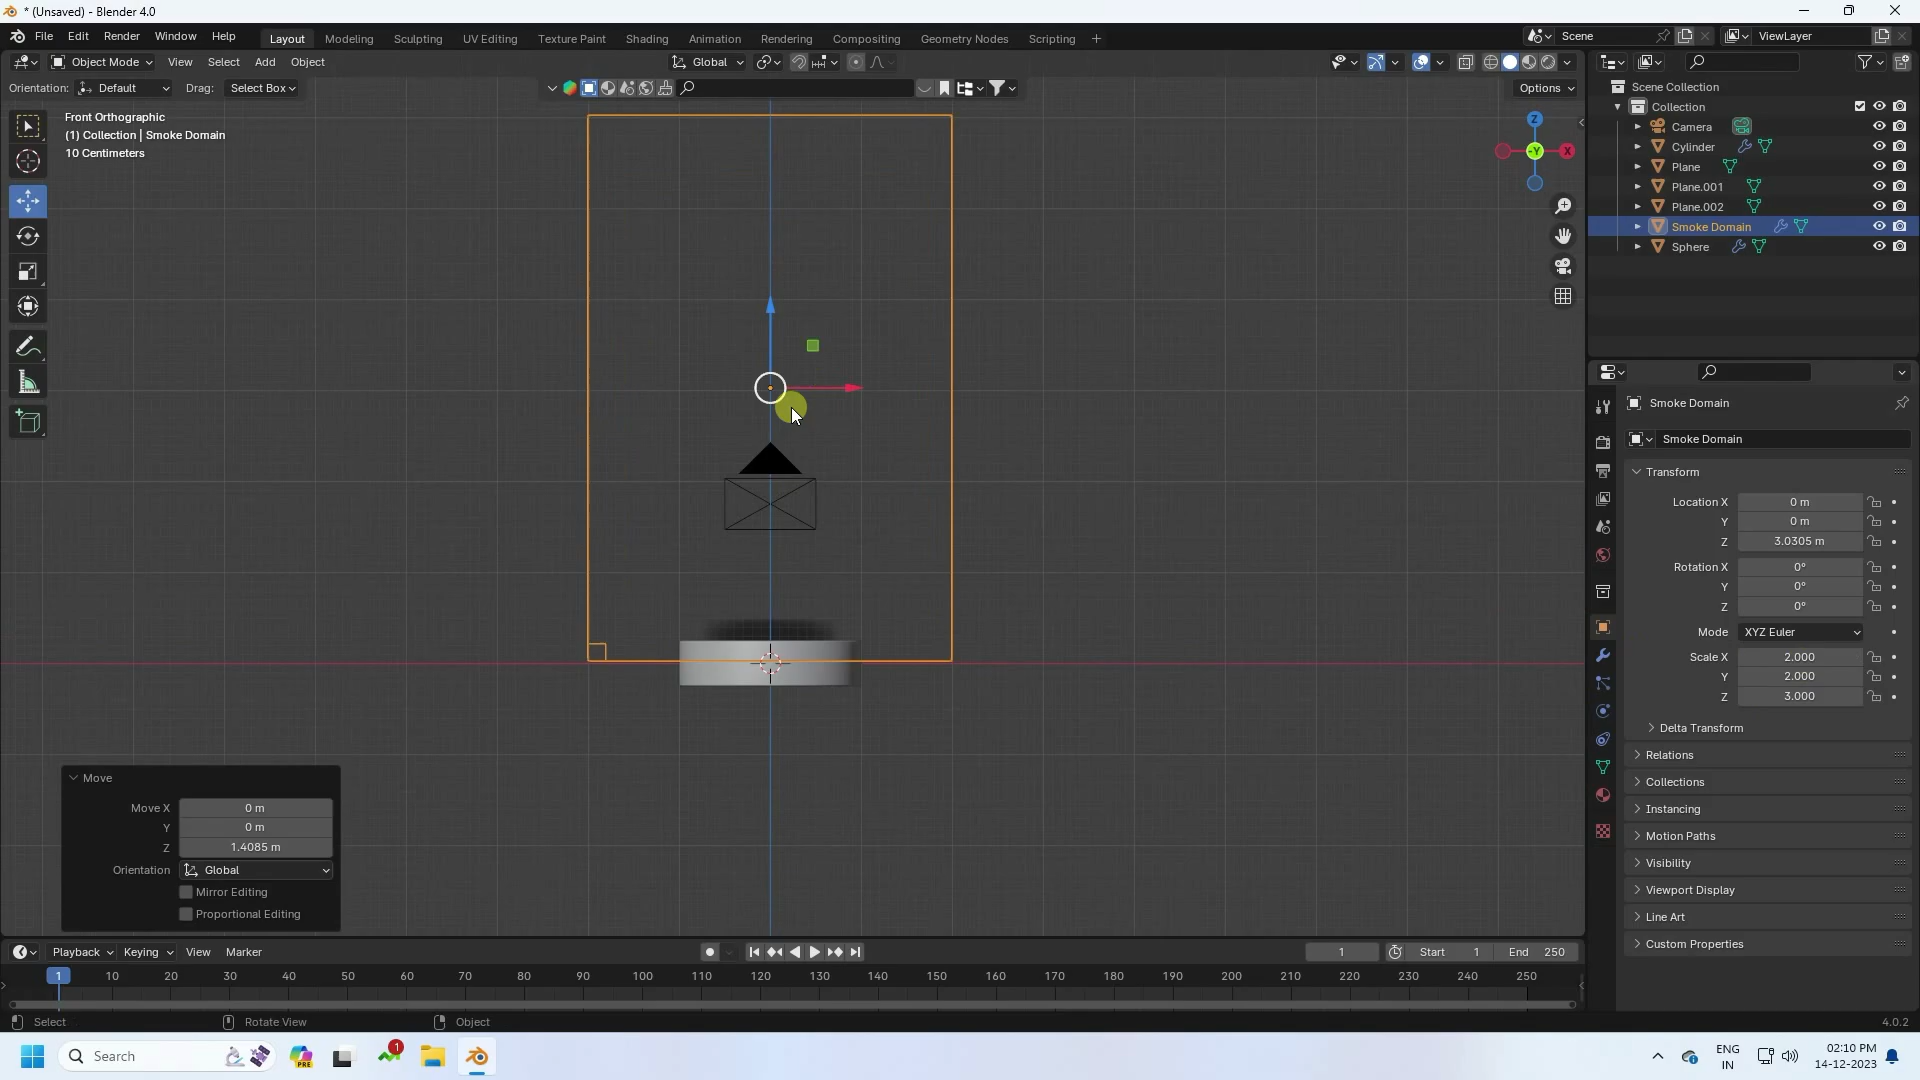 * (Unsaved) - Blender 4.0
File Edit Render Window Help Layout Modeling Sculpting UV Editing Texture Paint Shading Animation Rendering Compositing Geometry Nodes Scripting + Scene ViewLayer
Object Mode View Select Add Object Global
Orientation: Default Drag: Select Box Options
Front Orthographic
(1) Collection | Smoke Domain
10 Centimeters
Z
-Y
X
Scene Collection
Collection
Camera
Cylinder
Plane
Plane.001
Plane.002
Smoke Domain
Sphere
Smoke Domain
Smoke Domain
Transform
Location X 0 m
Y 0 m
Z 3.0305 m
Rotation X 0°
Y 0°
Z 0°
Mode XYZ Euler
Scale X 2.000
Y 2.000
Z 3.000
Delta Transform
Relations
Collections
Instancing
Motion Paths
Visibility
Viewport Display
Line Art
Custom Properties
Move
Move X 0 m
Y 0 m
Z 1.4085 m
Orientation Global
Mirror Editing
Proportional Editing
Playback Keying View Marker 1 Start 1 End 250
1 10 20 30 40 50 60 70 80 90 100 110 120 130 140 150 160 170 180 190 200 210 220 230 240 250
Select Rotate View Object 4.0.2
Search PRE 1 ENG IN 02:10 PM 14-12-2023